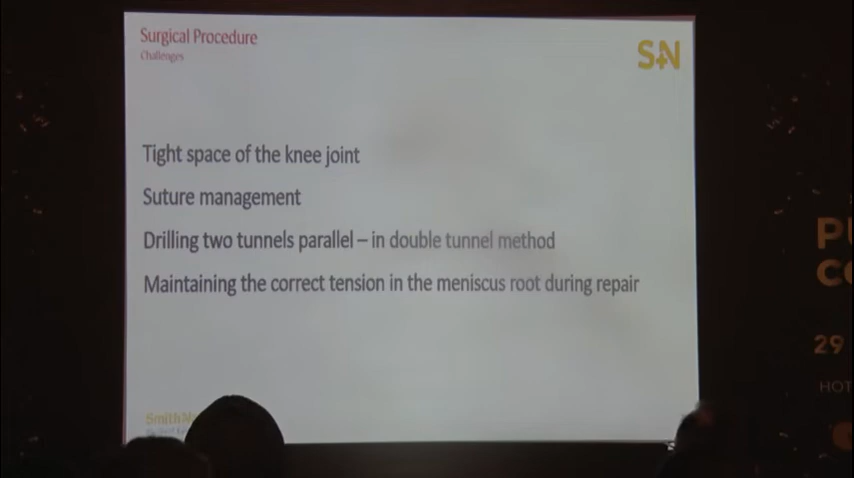 Surgical Procedure
Challenges
S+N
Tight space of the knee joint
Suture management
Drilling two tunnels parallel – in double tunnel method
Maintaining the correct tension in the meniscus root during repair
29